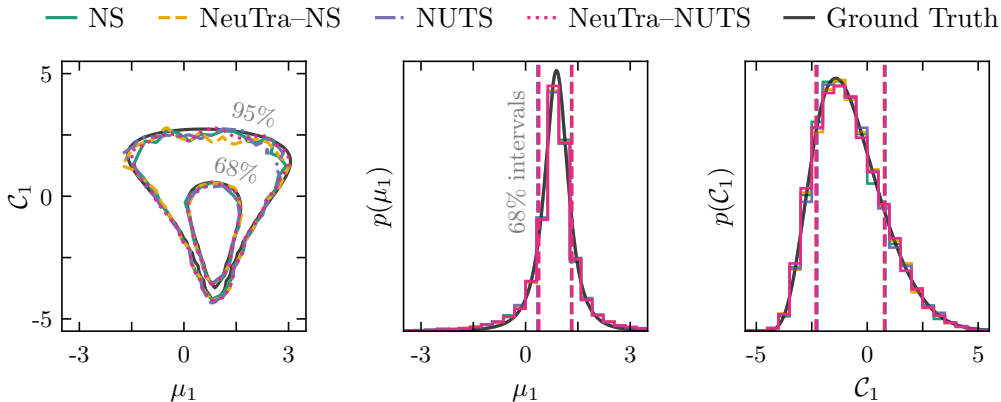 NS NeuTra–NS NUTS NeuTra–NUTS Ground Truth
5
0
-5
-3 0 3
𝒞₁
μ₁
95%
68%
p(μ₁)
68% intervals
-3 0 3
μ₁
p(𝒞₁)
-5 0 5
𝒞₁